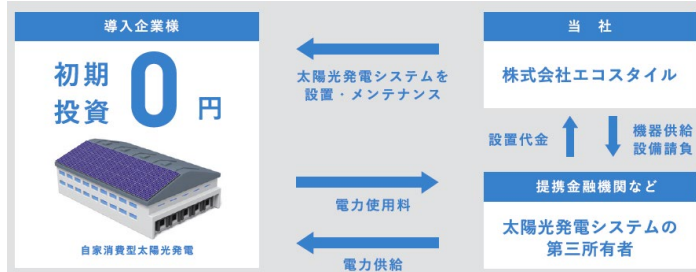 導入企業様
初期
投資
0
円
自家消費型太陽光発電
太陽光発電システムを
設置・メンテナンス
電力使用料
電力供給
当 社
株式会社エコスタイル
設置代金
機器供給
設備請負
提携金融機関など
太陽光発電システムの
第三所有者